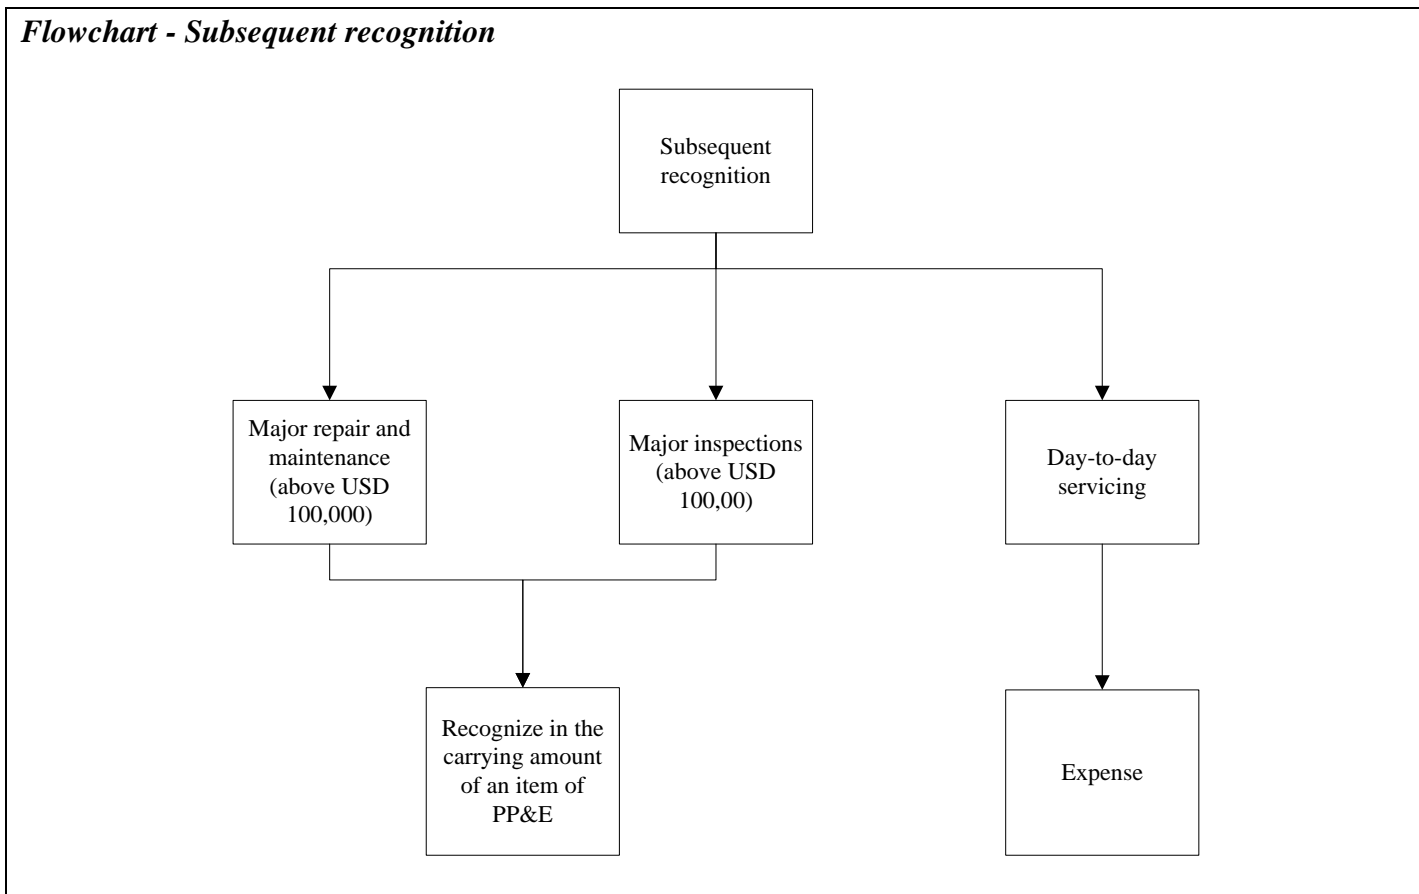 Flowchart - Subsequent recognition
Subsequent
recognition
Major repair and
maintenance
(above USD
100,000)
Major inspections
(above USD
100,00)
Day-to-day
servicing
Recognize in the
carrying amount
of an item of
PP&E
Expense